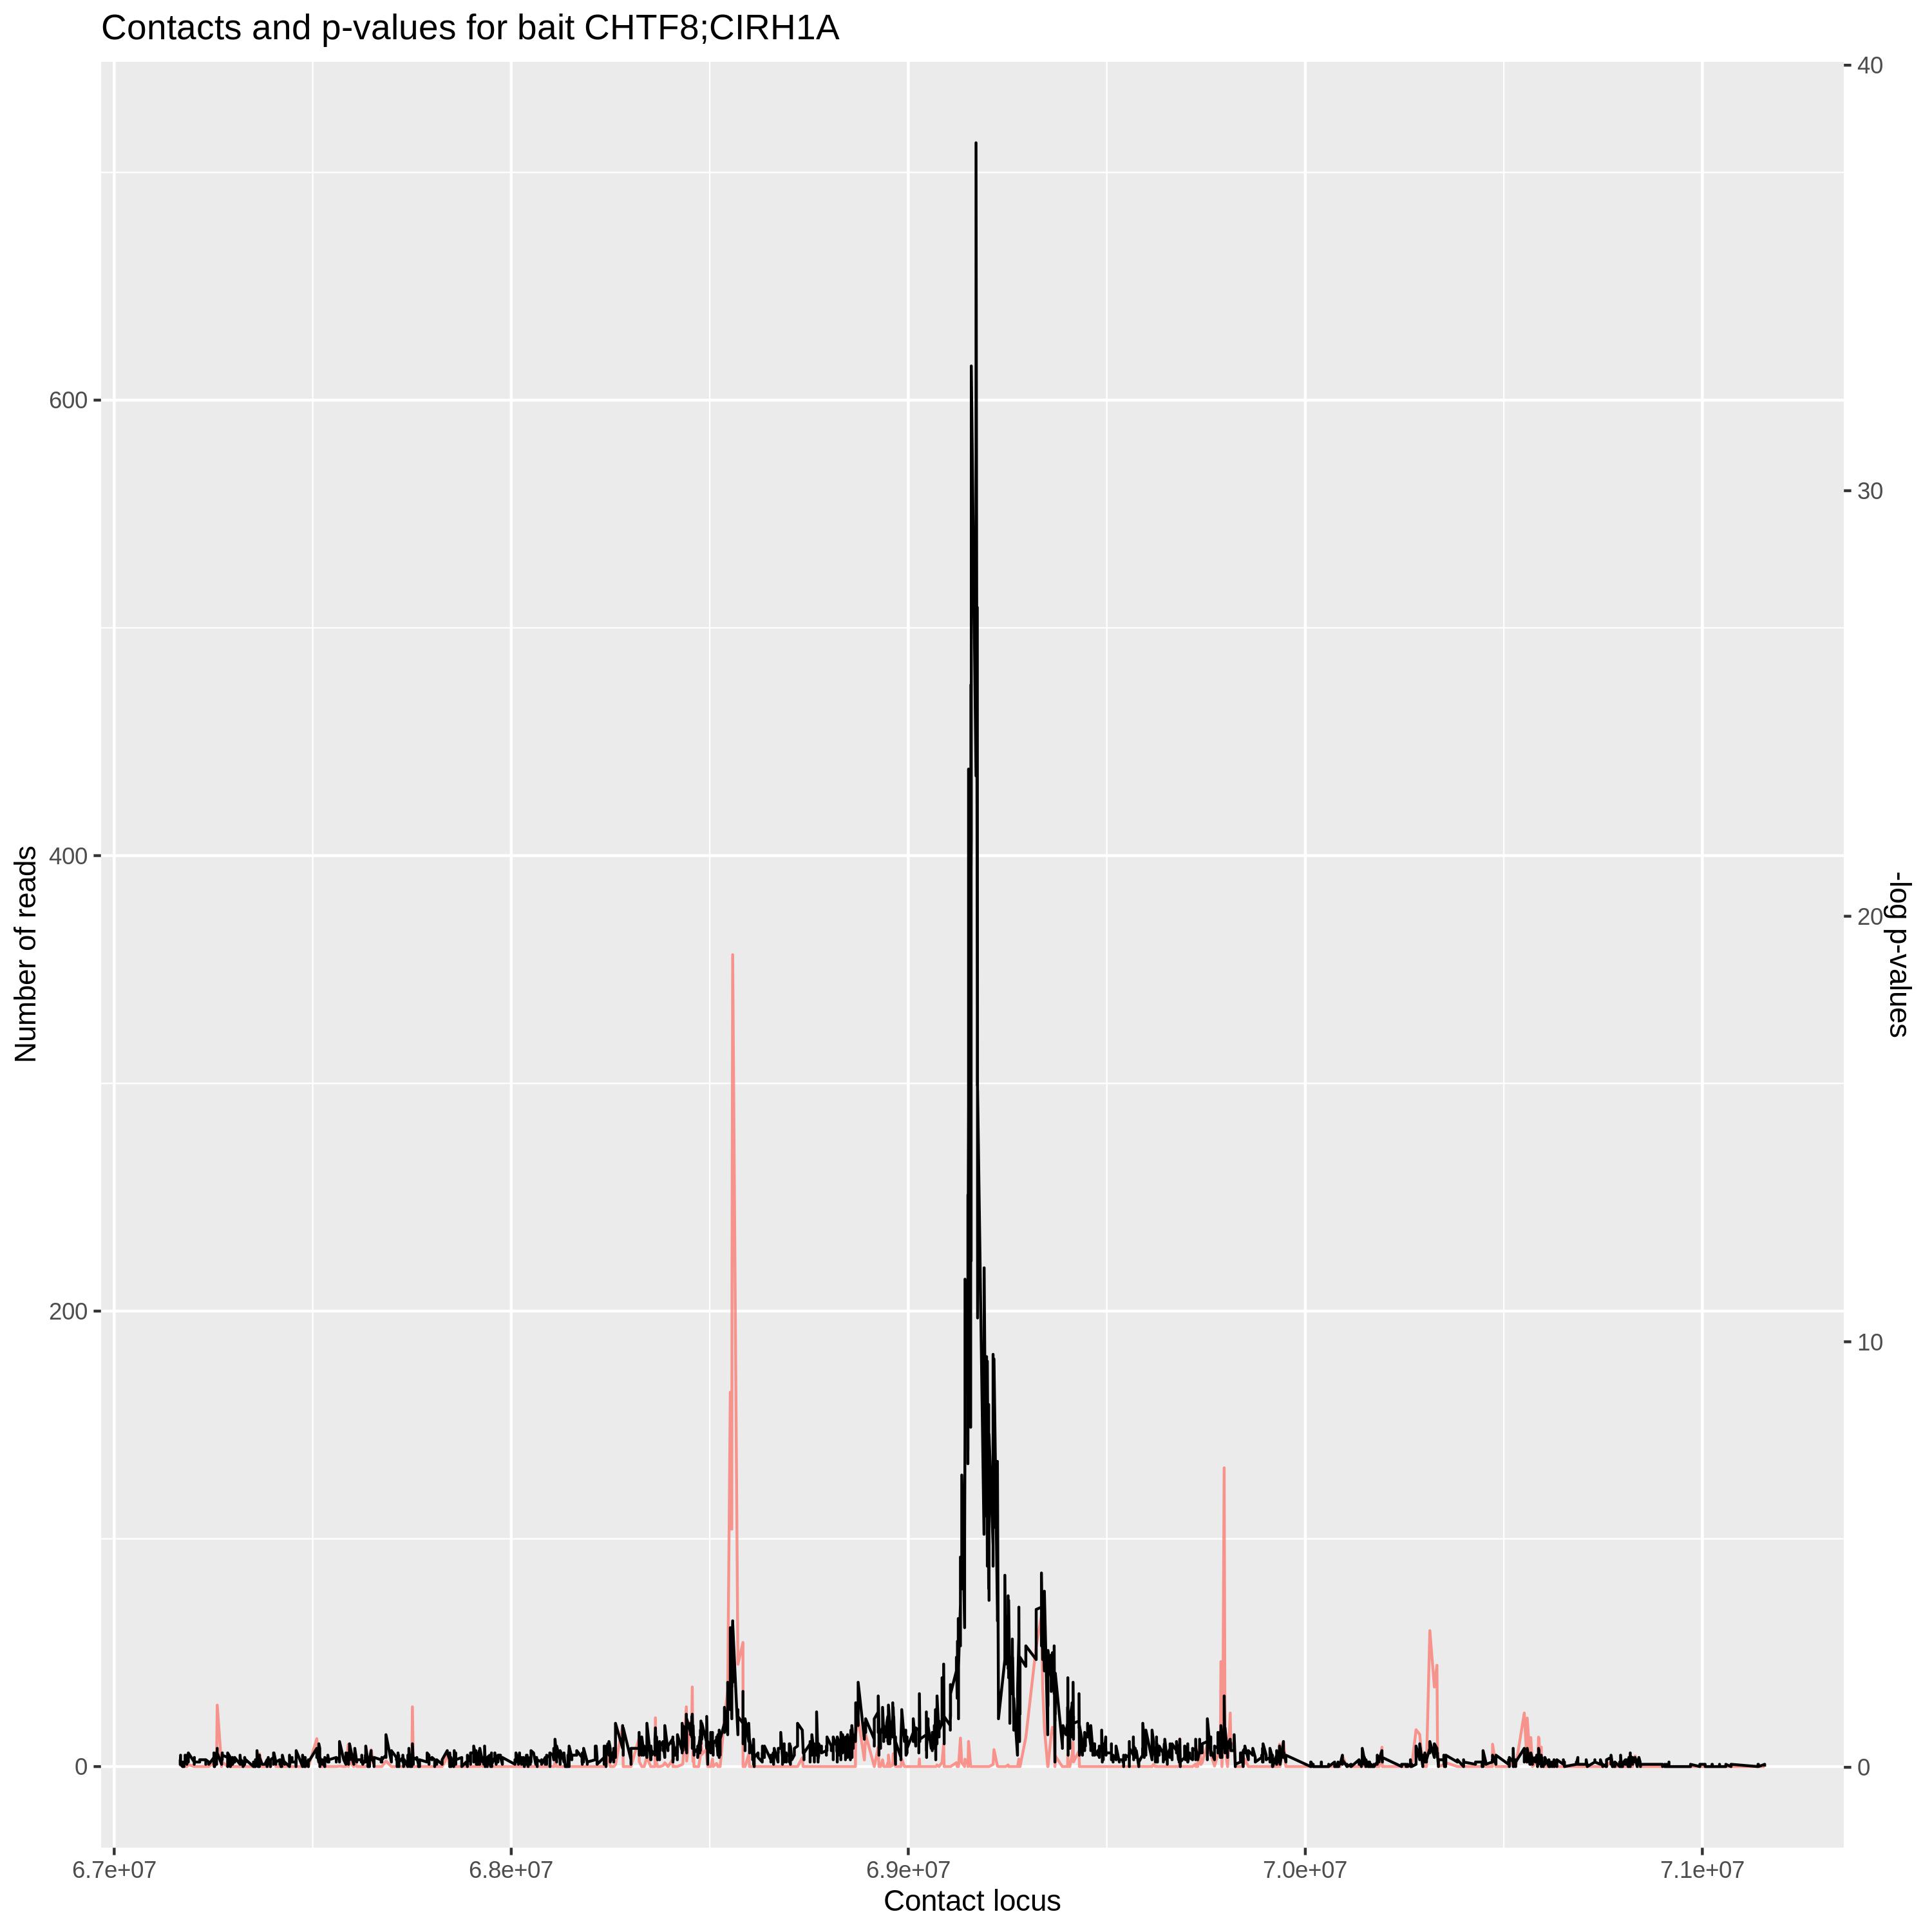 Contacts and p-values for bait CHTF8;CIRH1A
40
30
20
10
0
600
400
200
0
Number of reads
-log p-values
6.7e+07
6.8e+07
6.9e+07
7.0e+07
7.1e+07
Contact locus